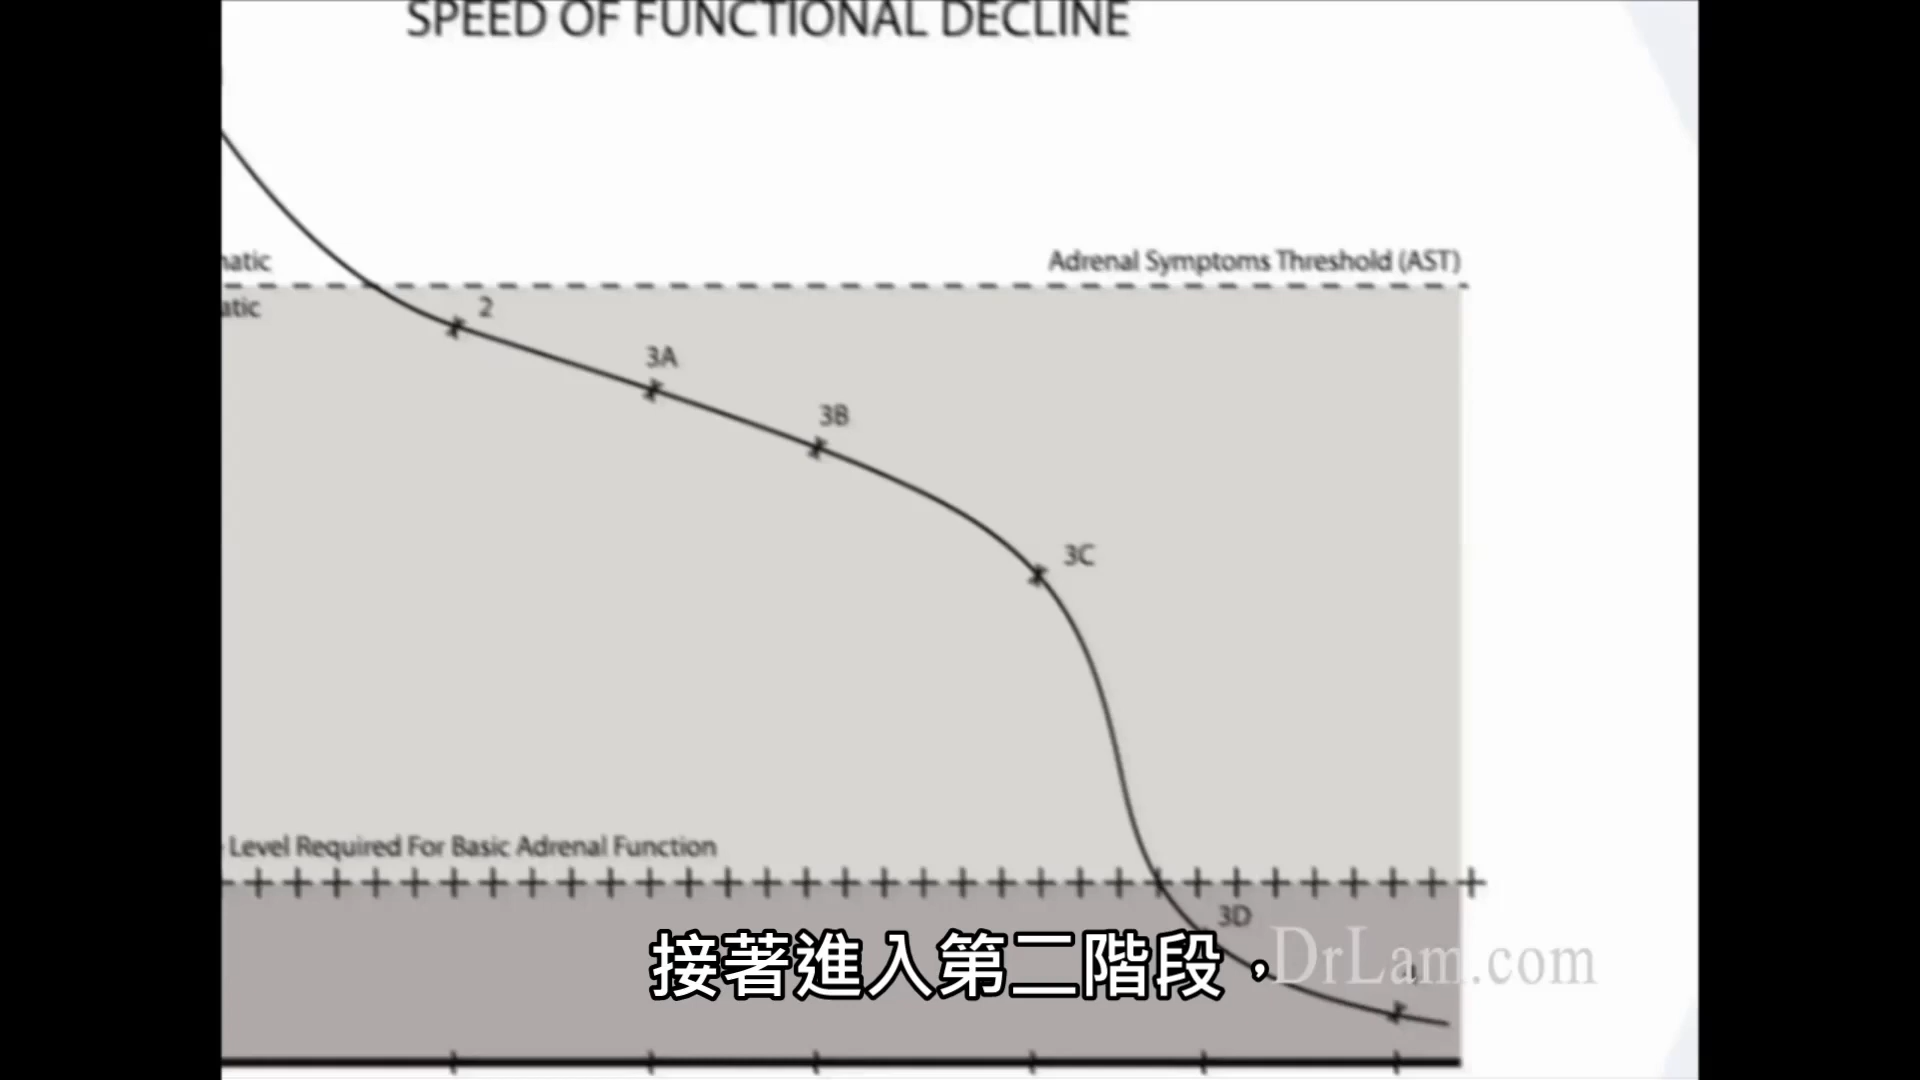 SPEED OF FUNCTIONAL DECLINE
Adrenal Symptoms Threshold (AST)
2
3A
3B
3C
Level Required For Basic Adrenal Function
3D
DrLam.com
接著進入第二階段，